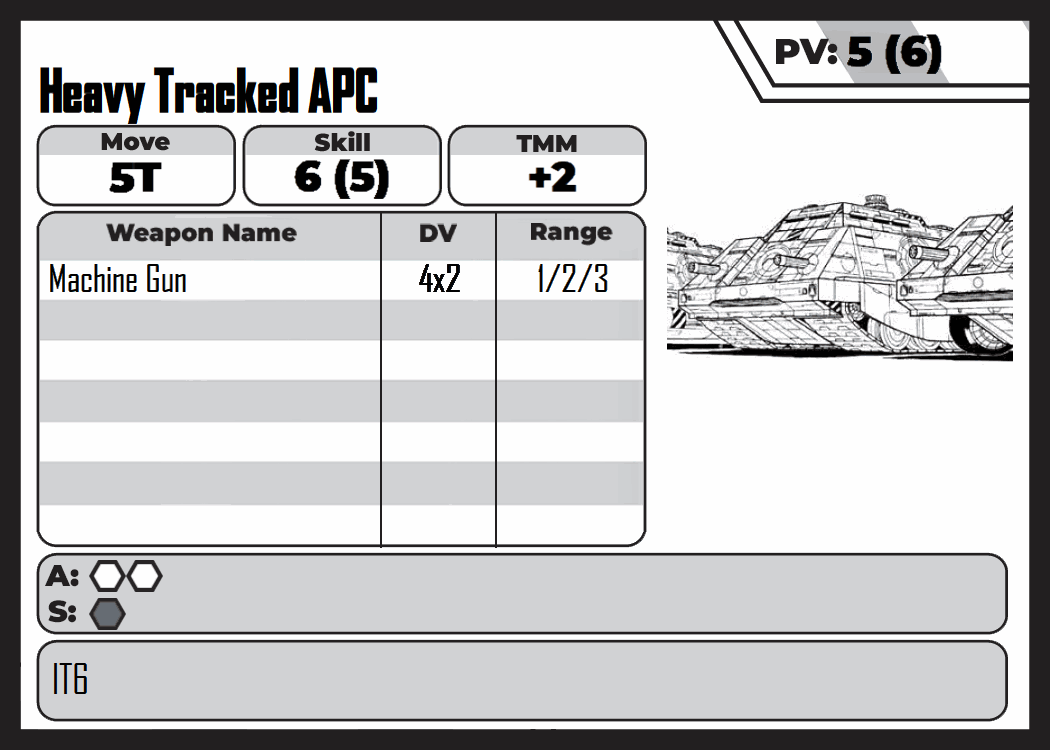 PV: 5 (6)
Heavy Tracked APC
Move Skill TMM
5T 6 (5) +2
Weapon Name DV Range
Machine Gun 4x2 1/2/3
A:
S:
IT6